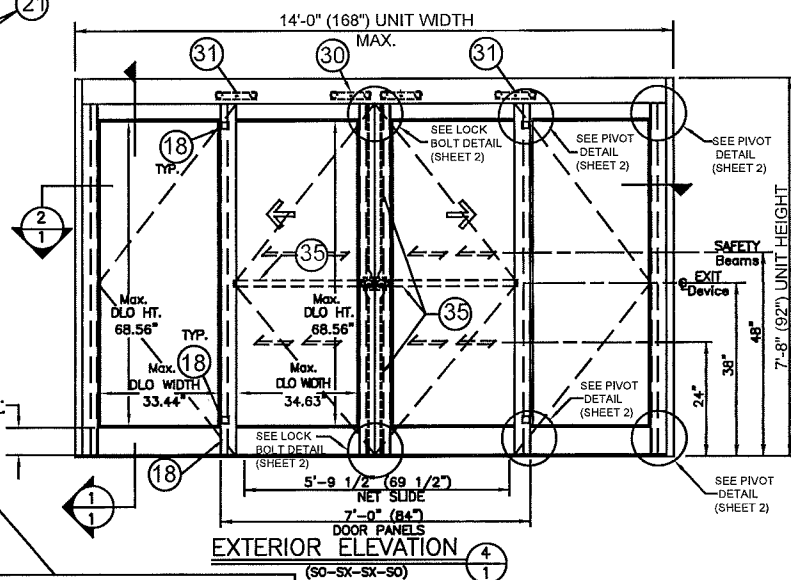 21
14'-0" (168") UNIT WIDTH
MAX.
31
30
31
18
TYP.
SEE LOCK
BOLT DETAIL
(SHEET 2)
SEE PIVOT
DETAIL
(SHEET 2)
SEE PIVOT
DETAIL
(SHEET 2)
2
1
35
SAFETY
Beams
EXIT
Device
Max.
DLO HT.
68.56"
Max.
DLO HT.
68.56"
35
TYP.
18
Max.
DLO WIDTH
33.44"
Max.
DLO WIDTH
34.63"
24"
38"
48"
7'-8" (92") UNIT HEIGHT
SEE PIVOT
DETAIL
(SHEET 2)
SEE LOCK
BOLT DETAIL
(SHEET 2)
18
SEE PIVOT
DETAIL
(SHEET 2)
1
1
5'-9 1/2" (69 1/2")
NET SLIDE
7'-0" (84")
DOOR PANELS
EXTERIOR ELEVATION
4
1
(SO-SX-SX-SO)